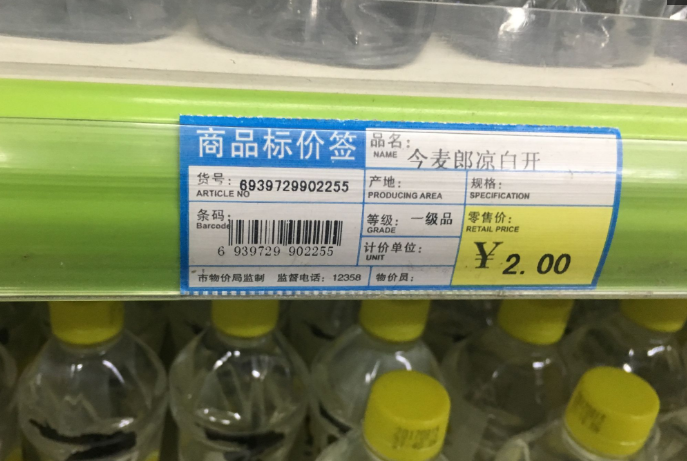 商品标价签
品名：
NAME
今麦郎凉白开
货号：
ARTICLE NO
6939729902255
产地：
PRODUCING AREA
规格：
SPECIFICATION
条码：
Barcode
6 939729 902255
等级：
GRADE
一级品
零售价：
RETAIL PRICE
¥2.00
计价单位：
UNIT
市物价局监制 监督电话：12358
物价员：